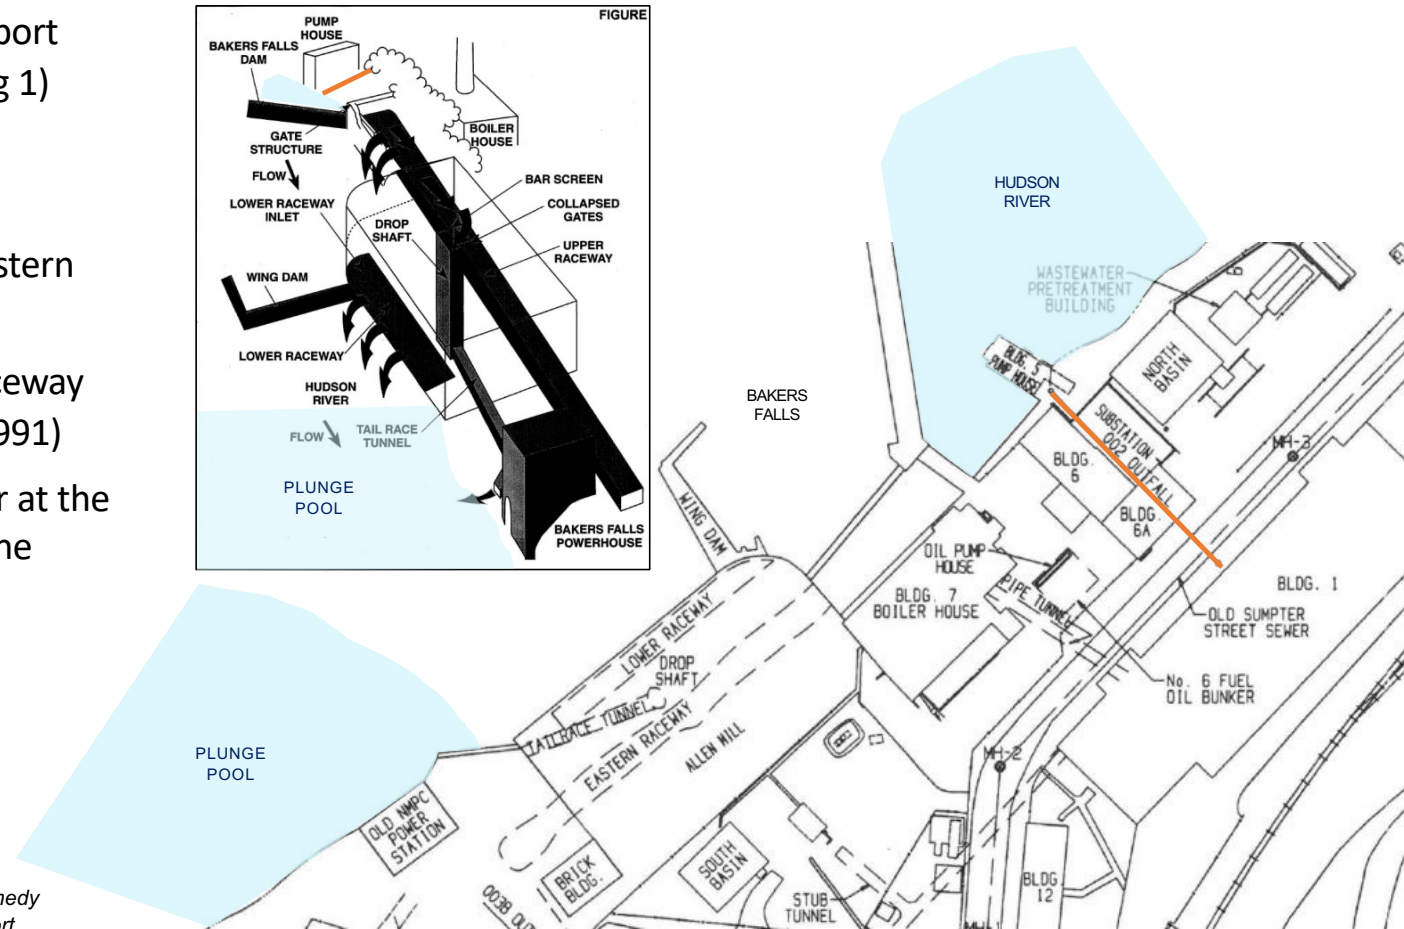 port
g 1)
stern
ceway
991)
r at the
ne
nedy
ort
FIGURE
PUMP
HOUSE
BAKERS FALLS
DAM
GATE
STRUCTURE
BOILER
HOUSE
FLOW
BAR SCREEN
LOWER RACEWAY
INLET
COLLAPSED
GATES
DROP
SHAFT
UPPER
RACEWAY
WING DAM
LOWER RACEWAY
HUDSON
RIVER
FLOW
TAIL RACE
TUNNEL
PLUNGE
POOL
BAKERS FALLS
POWERHOUSE
HUDSON
RIVER
WASTEWATER
PRETREATMENT
BUILDING
BLDG. 5
PUMP HOUSE
NORTH
BASIN
BAKERS
FALLS
SUBSTATION
002 OUTFALL
MH-3
BLDG.
6
BLDG.
6A
WING DAM
OIL PUMP
HOUSE
PIPE TUNNEL
BLDG. 7
BOILER HOUSE
BLDG. 1
OLD SUMPTER
STREET SEWER
LOWER RACEWAY
DROP
SHAFT
No. 6 FUEL
OIL BUNKER
TAILRACE TUNNEL
EASTERN RACEWAY
ALLEN MILL
MH-2
PLUNGE
POOL
OLD NMPC
POWER
STATION
SOUTH
BASIN
BRICK
BLDG.
003B
STUB
TUNNEL
BLDG
12
MH-1